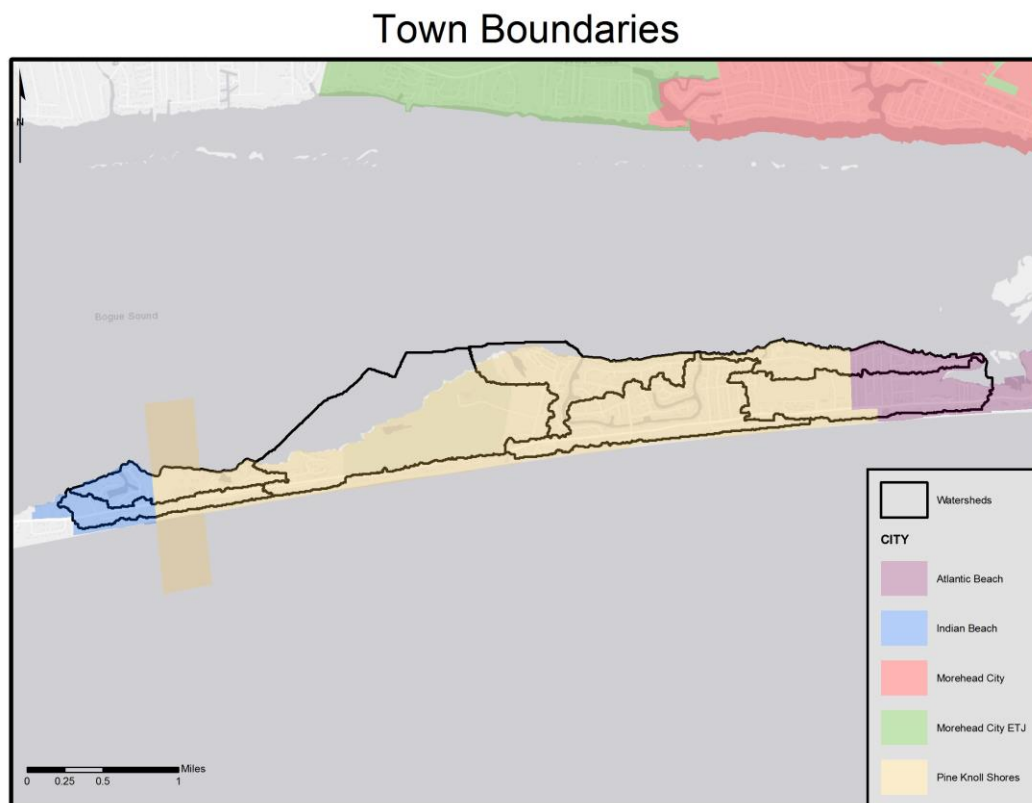 Town Boundaries
N
Bogue Sound
Watersheds
CITY
Atlantic Beach
Indian Beach
Morehead City
Morehead City ETJ
Pine Knoll Shores
Miles
0 0.25 0.5 1